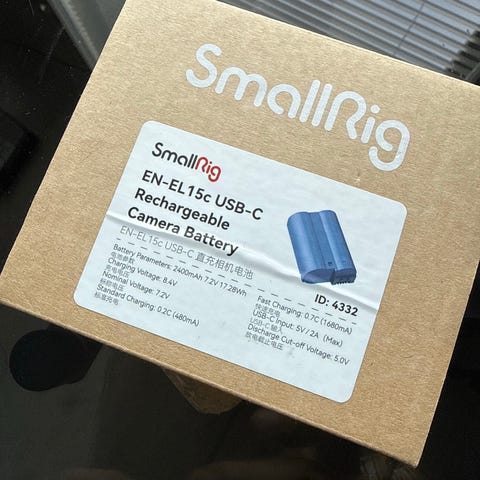 SmallRig
SmallRig
EN-EL15c USB-C
Rechargeable
Camera Battery
EN-EL15c USB-C 直充相机电池
ID: 4332
Battery Parameters: 2400mAh 7.2V 17.28Wh
电池参数
Charging Voltage: 8.4V
充电电压
Nominal Voltage: 7.2V
标称电压
Standard Charging: 0.2C (480mA)
标准充电
Fast Charging: 0.7C (1680mA)
快速充电
USB-C Input: 5V / 2A (Max)
USB-C 输入
Discharge Cut-off Voltage: 5.0V
放电截止电压